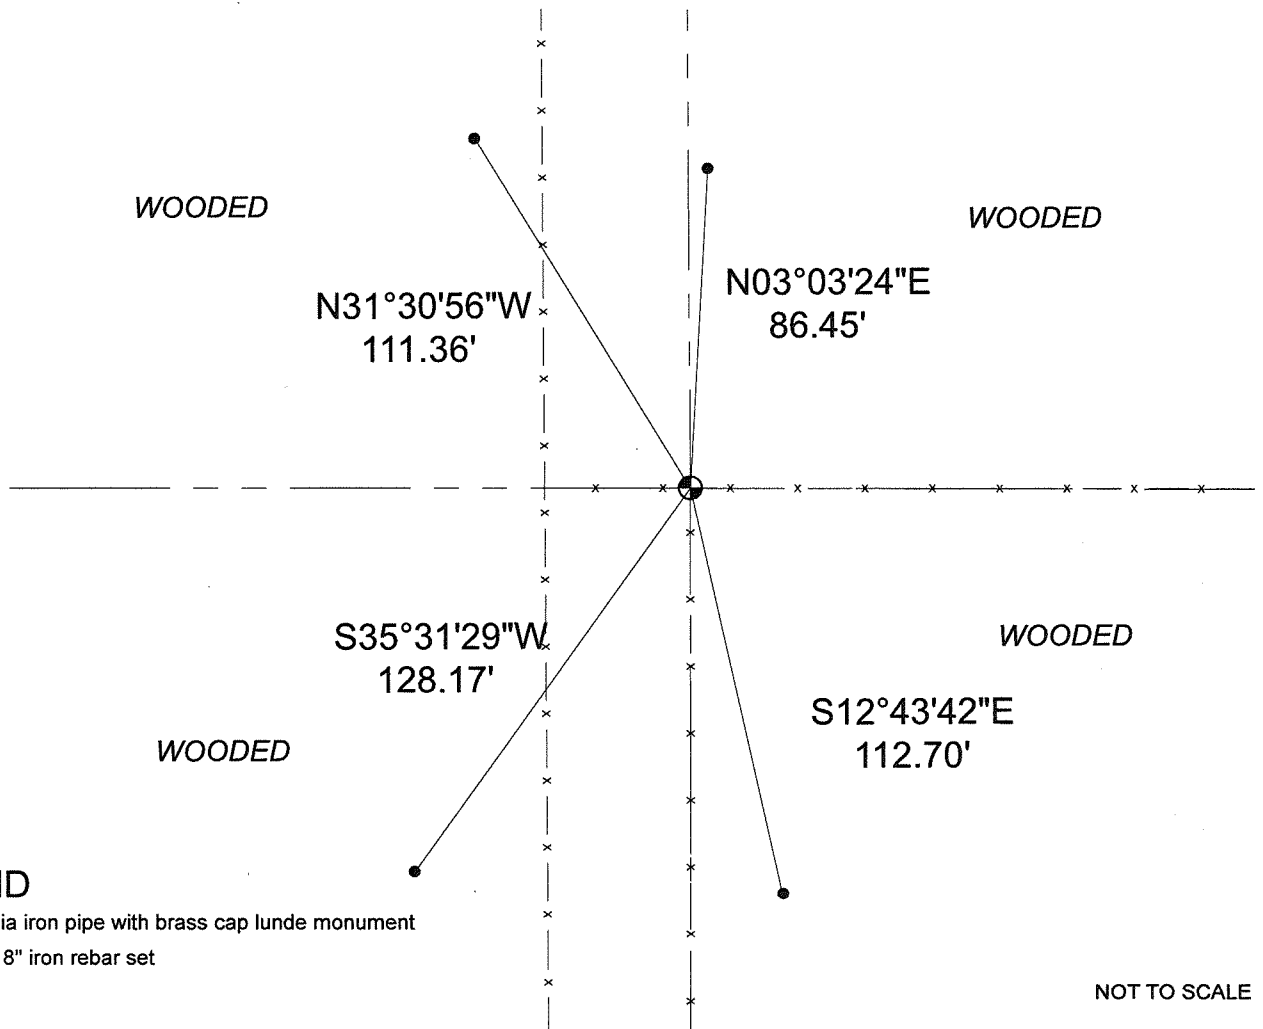 WOODED
WOODED
N03°03'24"E
86.45'
N31°30'56"W
111.36'
S35°31'29"W
128.17'
WOODED
S12°43'42"E
112.70'
WOODED
ia iron pipe with brass cap lunde monument
8" iron rebar set
NOT TO SCALE